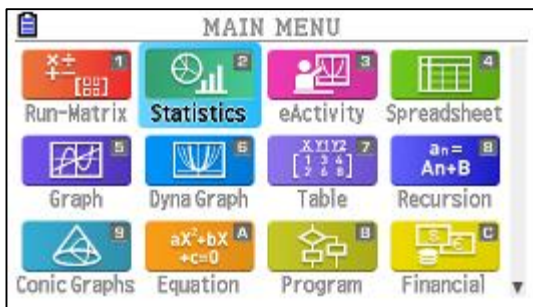 MAIN MENU
1 2 3 4
Run-Matrix Statistics eActivity Spreadsheet
5 6 X Y1 Y2 7 an= 8
1 3 4 An+B
2 6 8
Graph Dyna Graph Table Recursion
9 aX²+bX A B C
+c=0
Conic Graphs Equation Program Financial